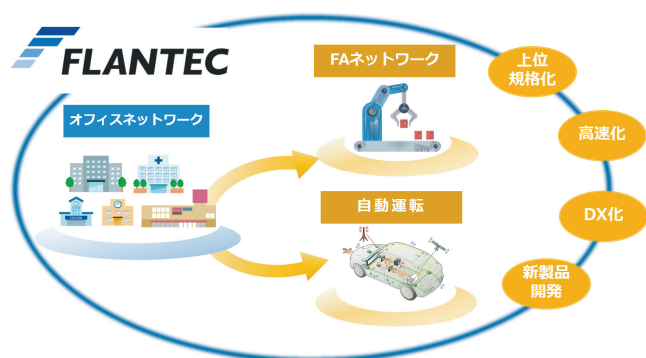 FLANTEC
オフィスネットワーク
FAネットワーク
自動運転
上位
規格化
高速化
DX化
新製品
開発